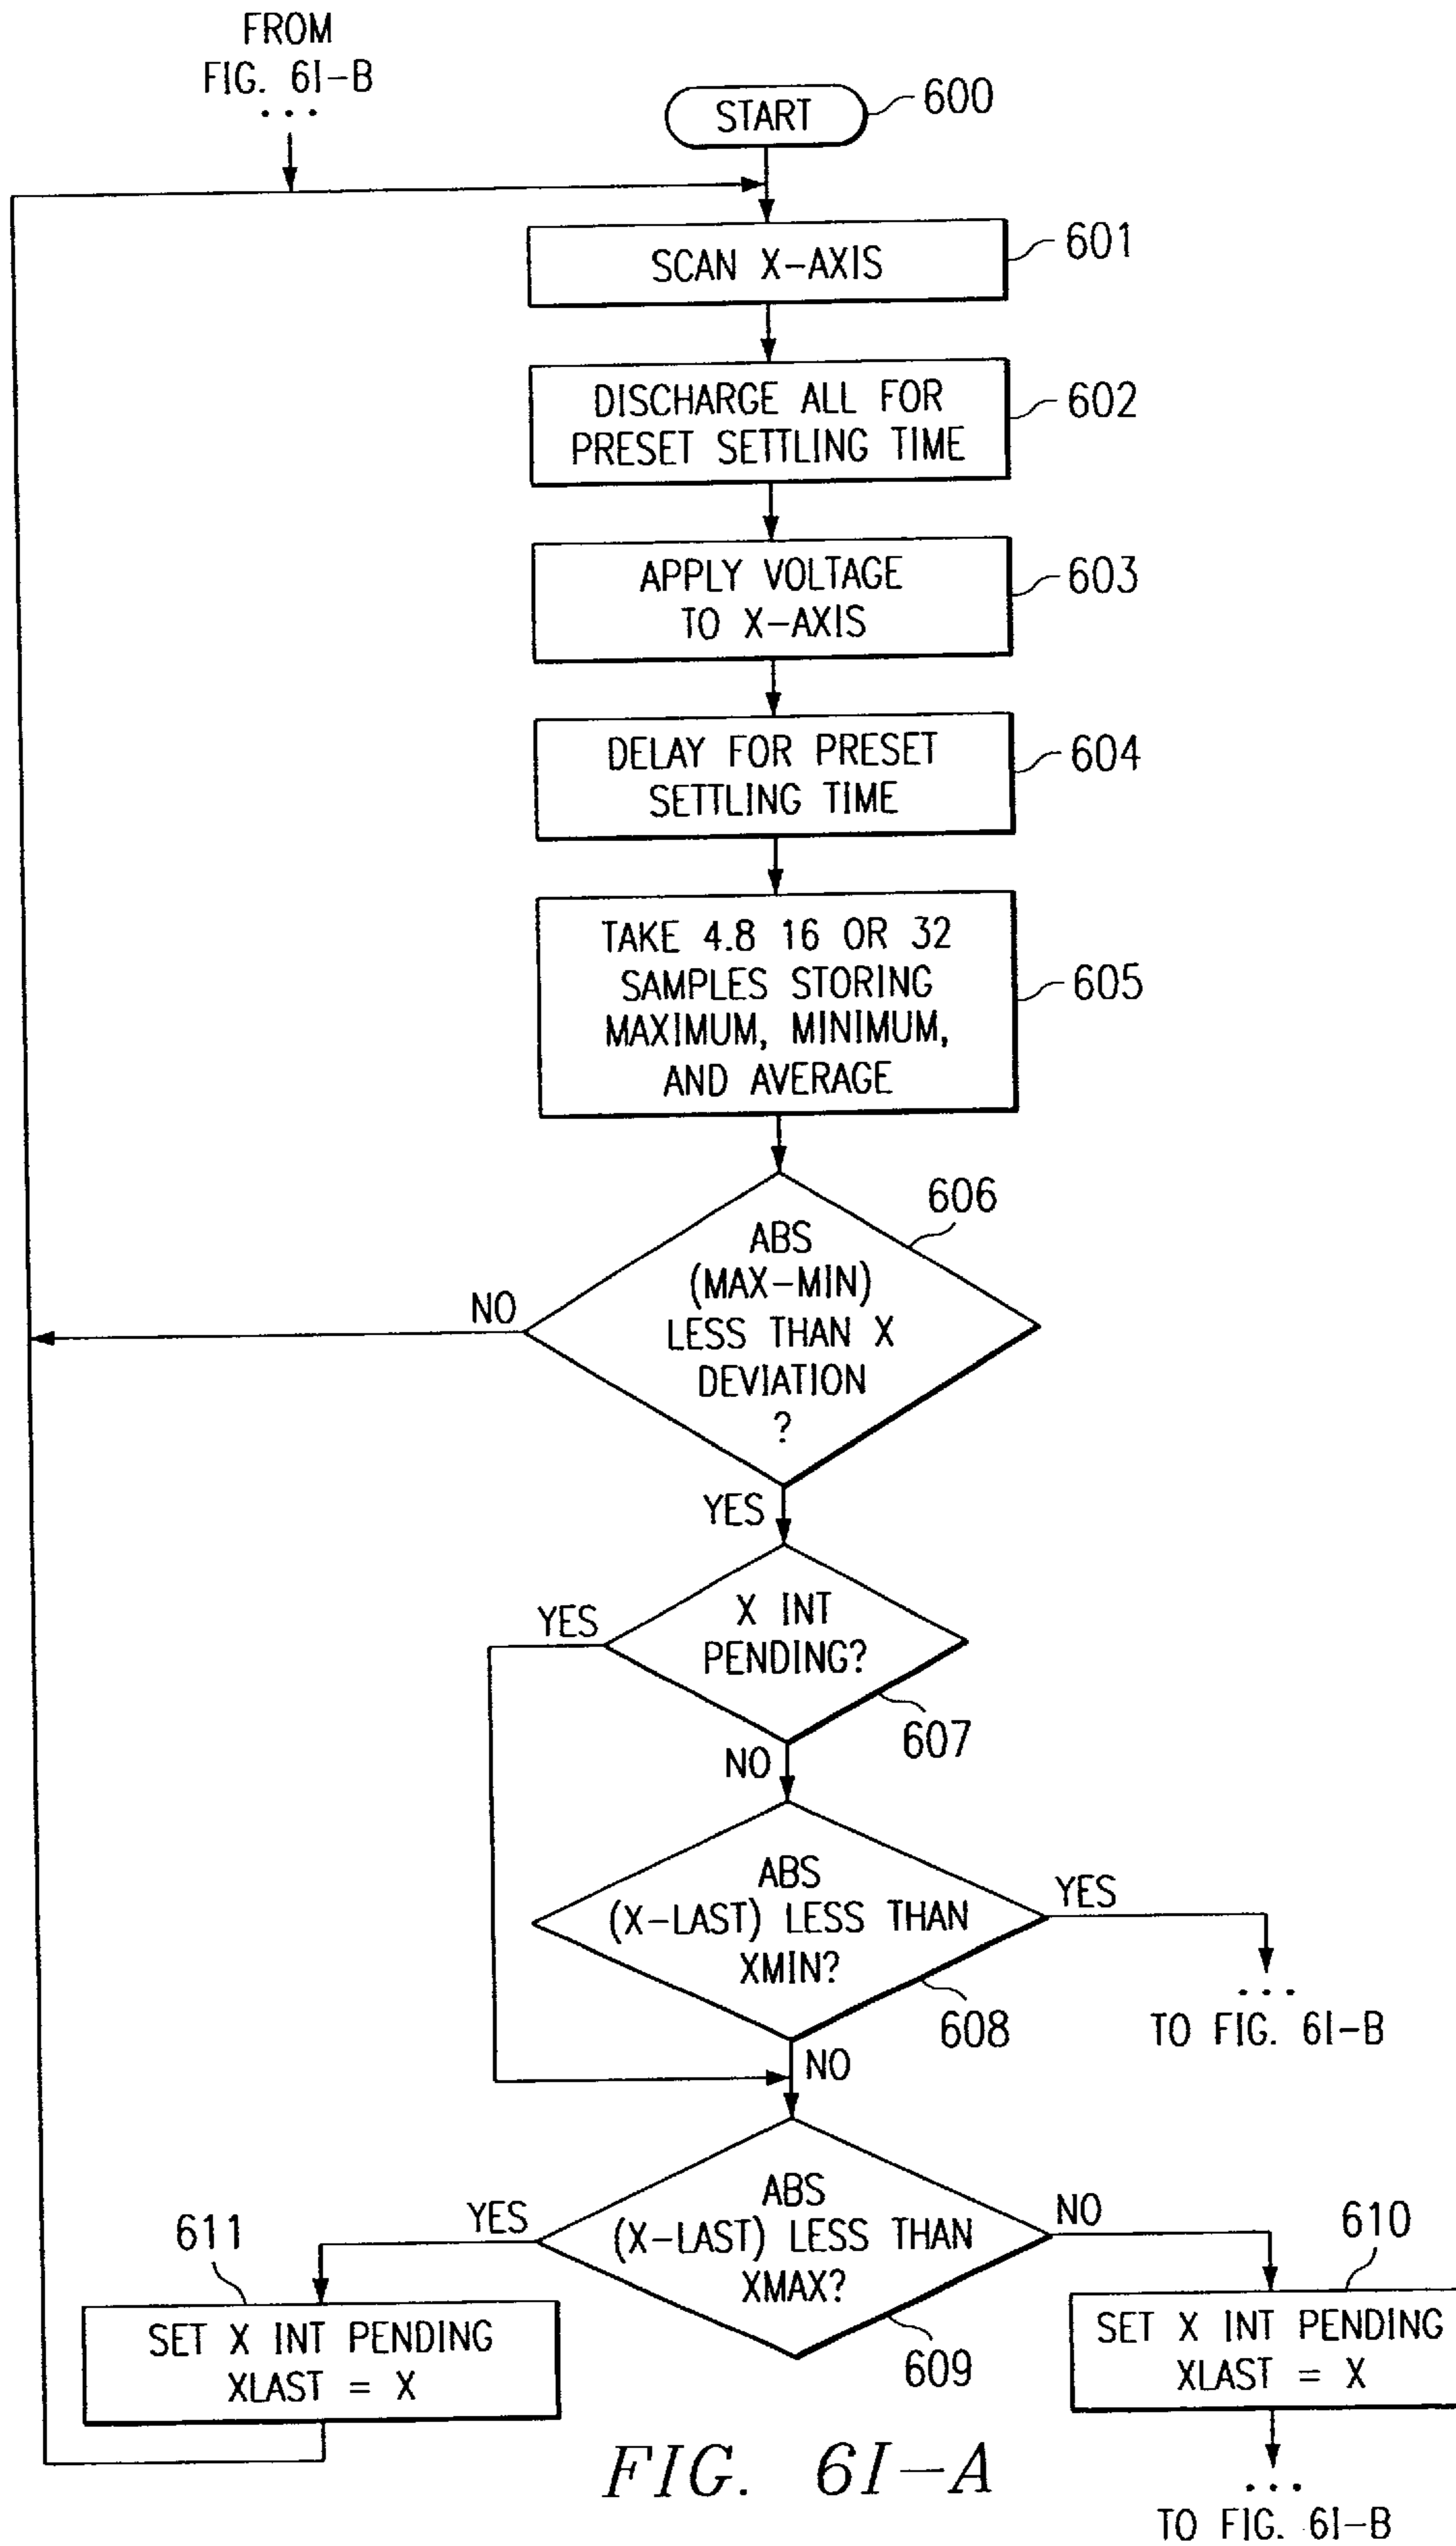 FROM
FIG. 6I-B
...
START
600
SCAN X-AXIS
601
DISCHARGE ALL FOR
PRESET SETTLING TIME
602
APPLY VOLTAGE
TO X-AXIS
603
DELAY FOR PRESET
SETTLING TIME
604
TAKE 4.8 16 OR 32
SAMPLES STORING
MAXIMUM, MINIMUM,
AND AVERAGE
605
606
ABS
(MAX-MIN)
LESS THAN X
DEVIATION
?
NO
YES
X INT
PENDING?
YES
607
NO
ABS
(X-LAST) LESS THAN
XMIN?
YES
608
...
TO FIG. 6I-B
NO
ABS
(X-LAST) LESS THAN
XMAX?
YES
NO
609
611
SET X INT PENDING
XLAST = X
610
SET X INT PENDING
XLAST = X
...
TO FIG. 6I-B
FIG. 6I-A